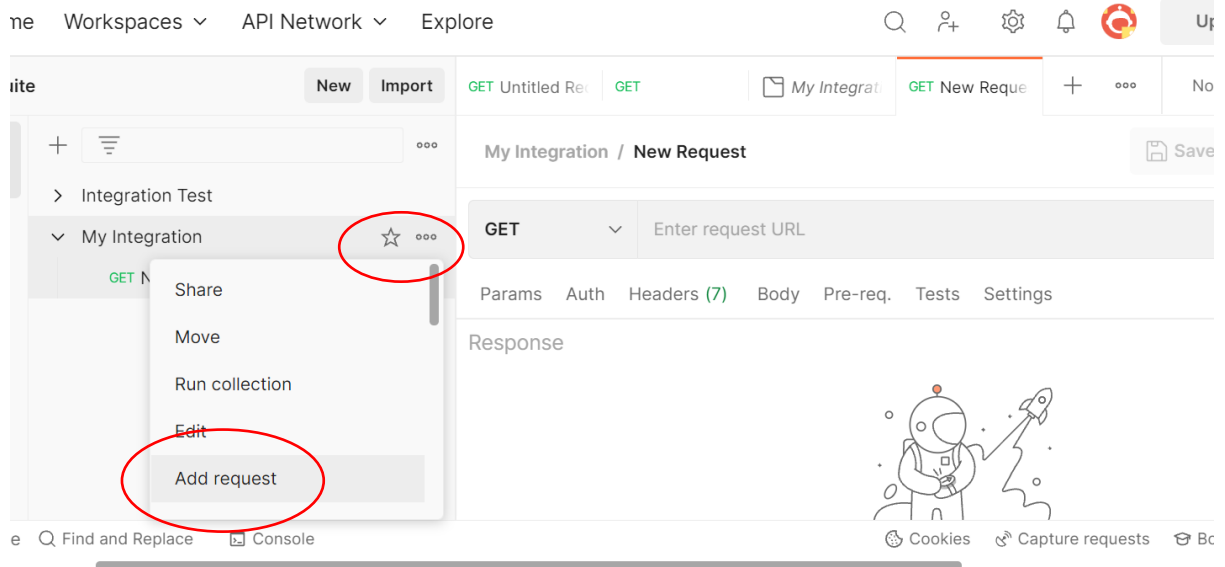 me Workspaces API Network Explore Up
uite New Import GET Untitled Re GET My Integrat GET New Reque ooo No
ooo My Integration / New Request Save
Integration Test
My Integration ooo GET Enter request URL
GET N
Share Params Auth Headers (7) Body Pre-req. Tests Settings
Move Response
Run collection
Edit
Add request
e Find and Replace Console Cookies Capture requests Bo